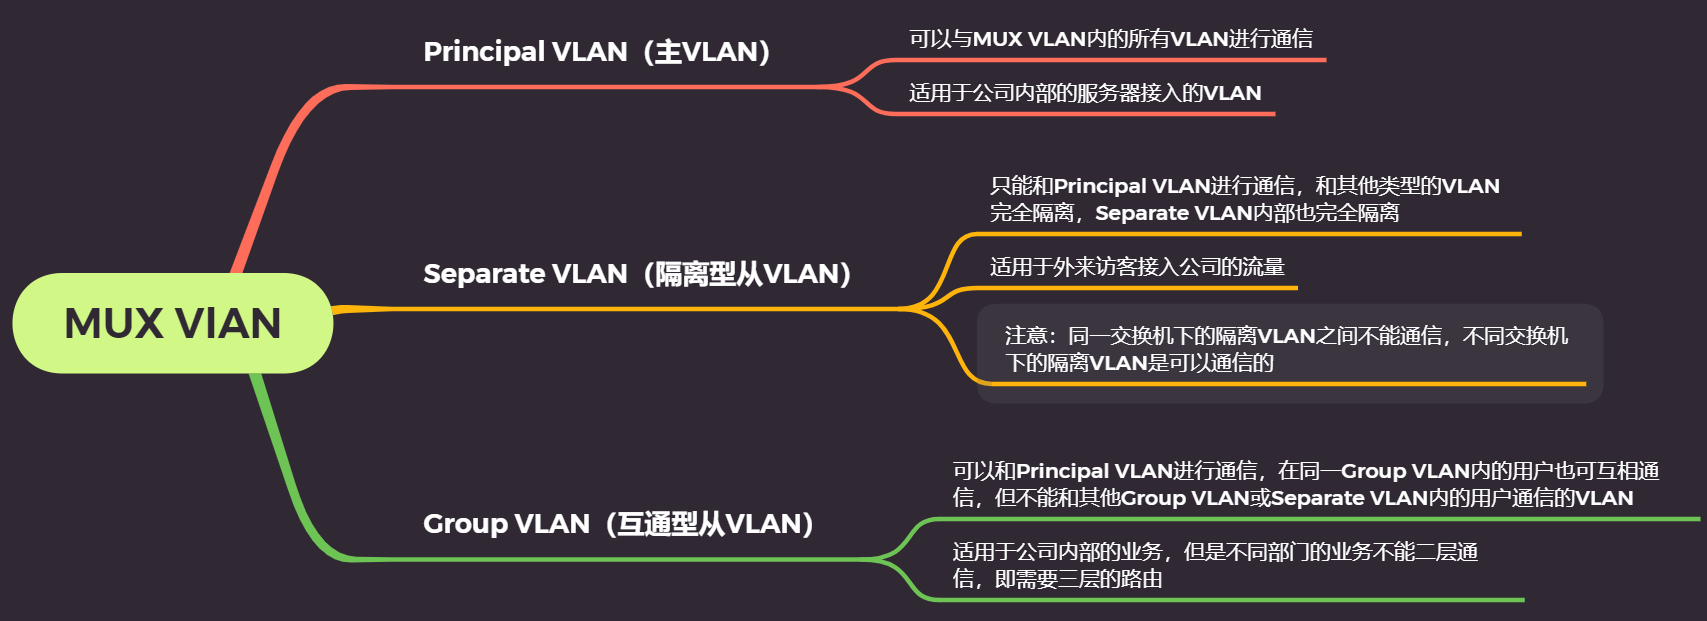 MUX VlAN
Principal VLAN（主VLAN）
可以与MUX VLAN内的所有VLAN进行通信
适用于公司内部的服务器接入的VLAN
Separate VLAN（隔离型从VLAN）
只能和Principal VLAN进行通信，和其他类型的VLAN
完全隔离，Separate VLAN内部也完全隔离
适用于外来访客接入公司的流量
注意：同一交换机下的隔离VLAN之间不能通信，不同交换机
下的隔离VLAN是可以通信的
Group VLAN（互通型从VLAN）
可以和Principal VLAN进行通信，在同一Group VLAN内的用户也可互相通
信，但不能和其他Group VLAN或Separate VLAN内的用户通信的VLAN
适用于公司内部的业务，但是不同部门的业务不能二层通
信，即需要三层的路由